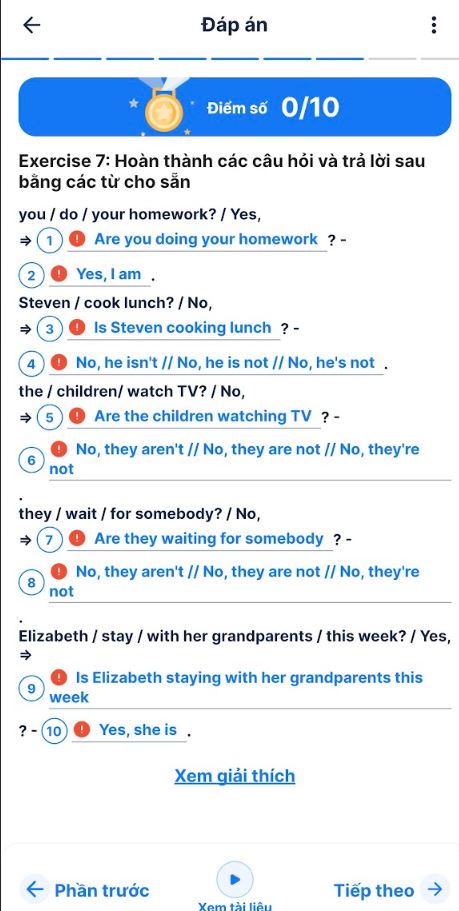 Đáp án
Điểm số 0/10
Exercise 7: Hoàn thành các câu hỏi và trả lời sau
bằng các từ cho sẵn
you / do / your homework? / Yes,
⇒ 1 ! Are you doing your homework ? -
2 ! Yes, I am .
Steven / cook lunch? / No,
⇒ 3 ! Is Steven cooking lunch ? -
4 ! No, he isn't // No, he is not // No, he's not .
the / children/ watch TV? / No,
⇒ 5 ! Are the children watching TV ? -
6 ! No, they aren't // No, they are not // No, they're
not
.
they / wait / for somebody? / No,
⇒ 7 ! Are they waiting for somebody ? -
8 ! No, they aren't // No, they are not // No, they're
not
.
Elizabeth / stay / with her grandparents / this week? / Yes,
⇒
9 ! Is Elizabeth staying with her grandparents this
week
? - 10 ! Yes, she is .
Xem giải thích
Phần trước
Xem tài liệu
Tiếp theo